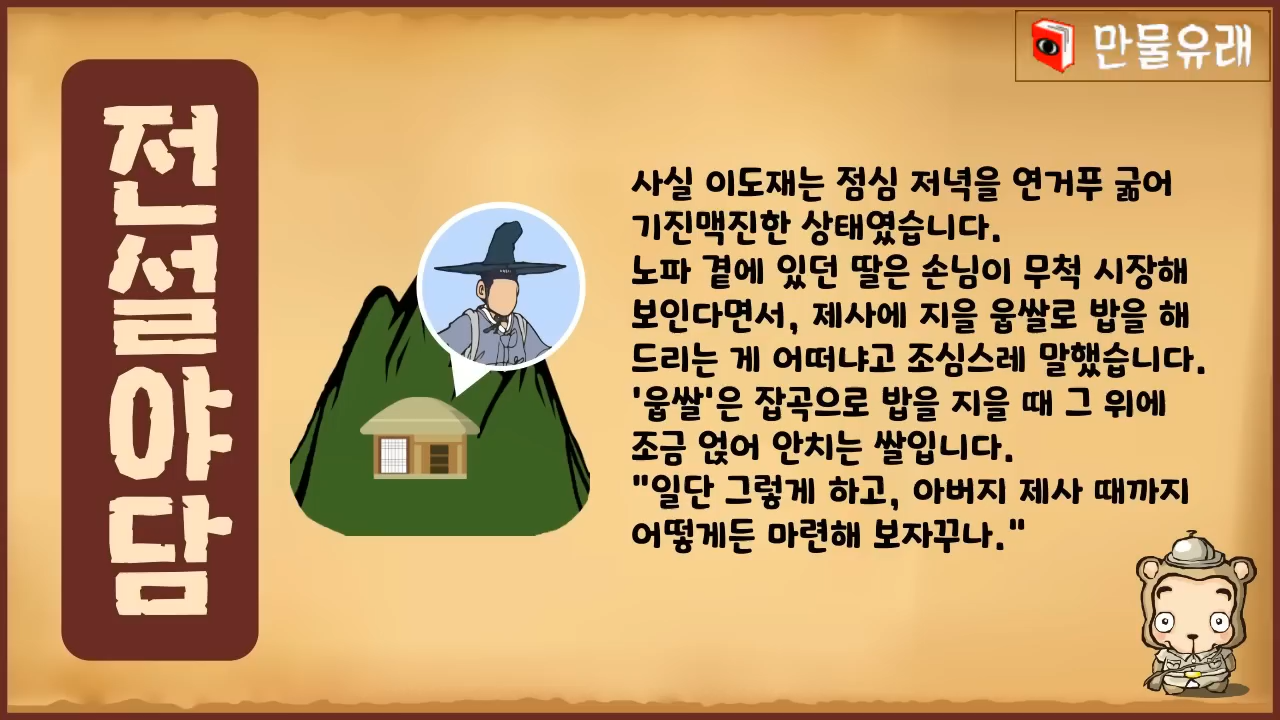 만물유래
전설야담
사실 이도재는 점심 저녁을 연거푸 굶어
기진맥진한 상태였습니다.
노파 곁에 있던 딸은 손님이 무척 시장해
보인다면서, 제사에 지을 웁쌀로 밥을 해
드리는 게 어떠냐고 조심스레 말했습니다.
'웁쌀'은 잡곡으로 밥을 지을 때 그 위에
조금 얹어 안치는 쌀입니다.
"일단 그렇게 하고, 아버지 제사 때까지
어떻게든 마련해 보자꾸나."